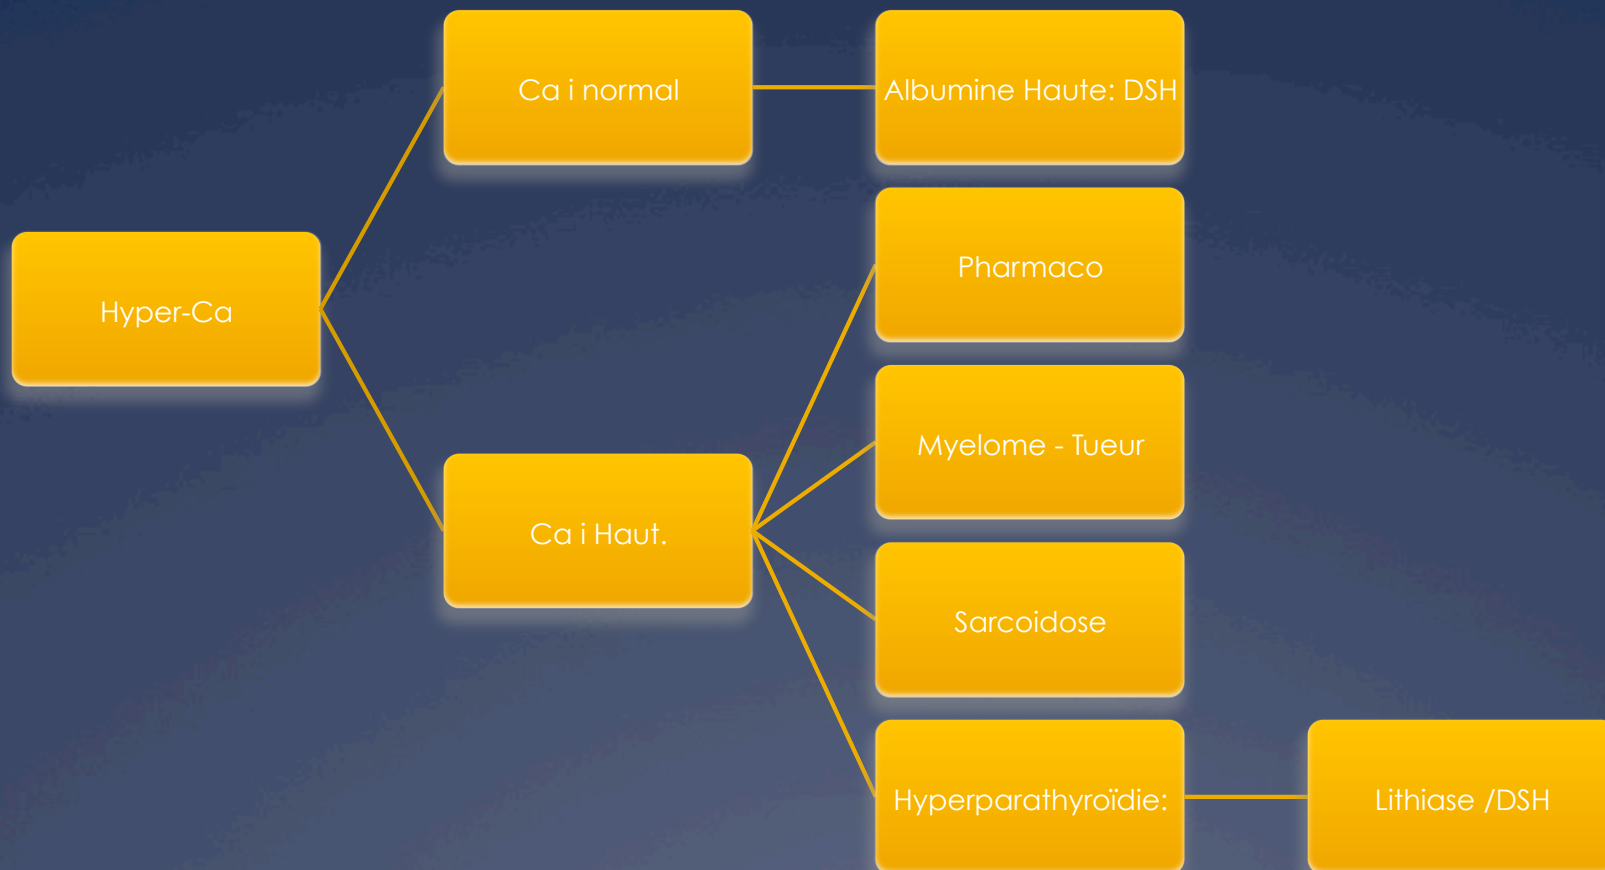 Hyper-Ca
Ca i normal
Albumine Haute: DSH
Ca i Haut.
Pharmaco
Myelome - Tueur
Sarcoidose
Hyperparathyroïdie:
Lithiase /DSH